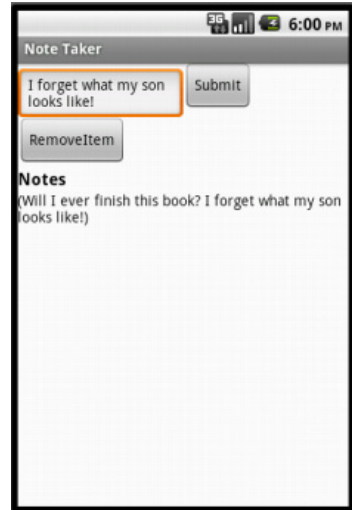 3G 6:00 PM
Note Taker
I forget what my son
looks like!
Submit
RemoveItem
Notes
(Will I ever finish this book? I forget what my son
looks like!)